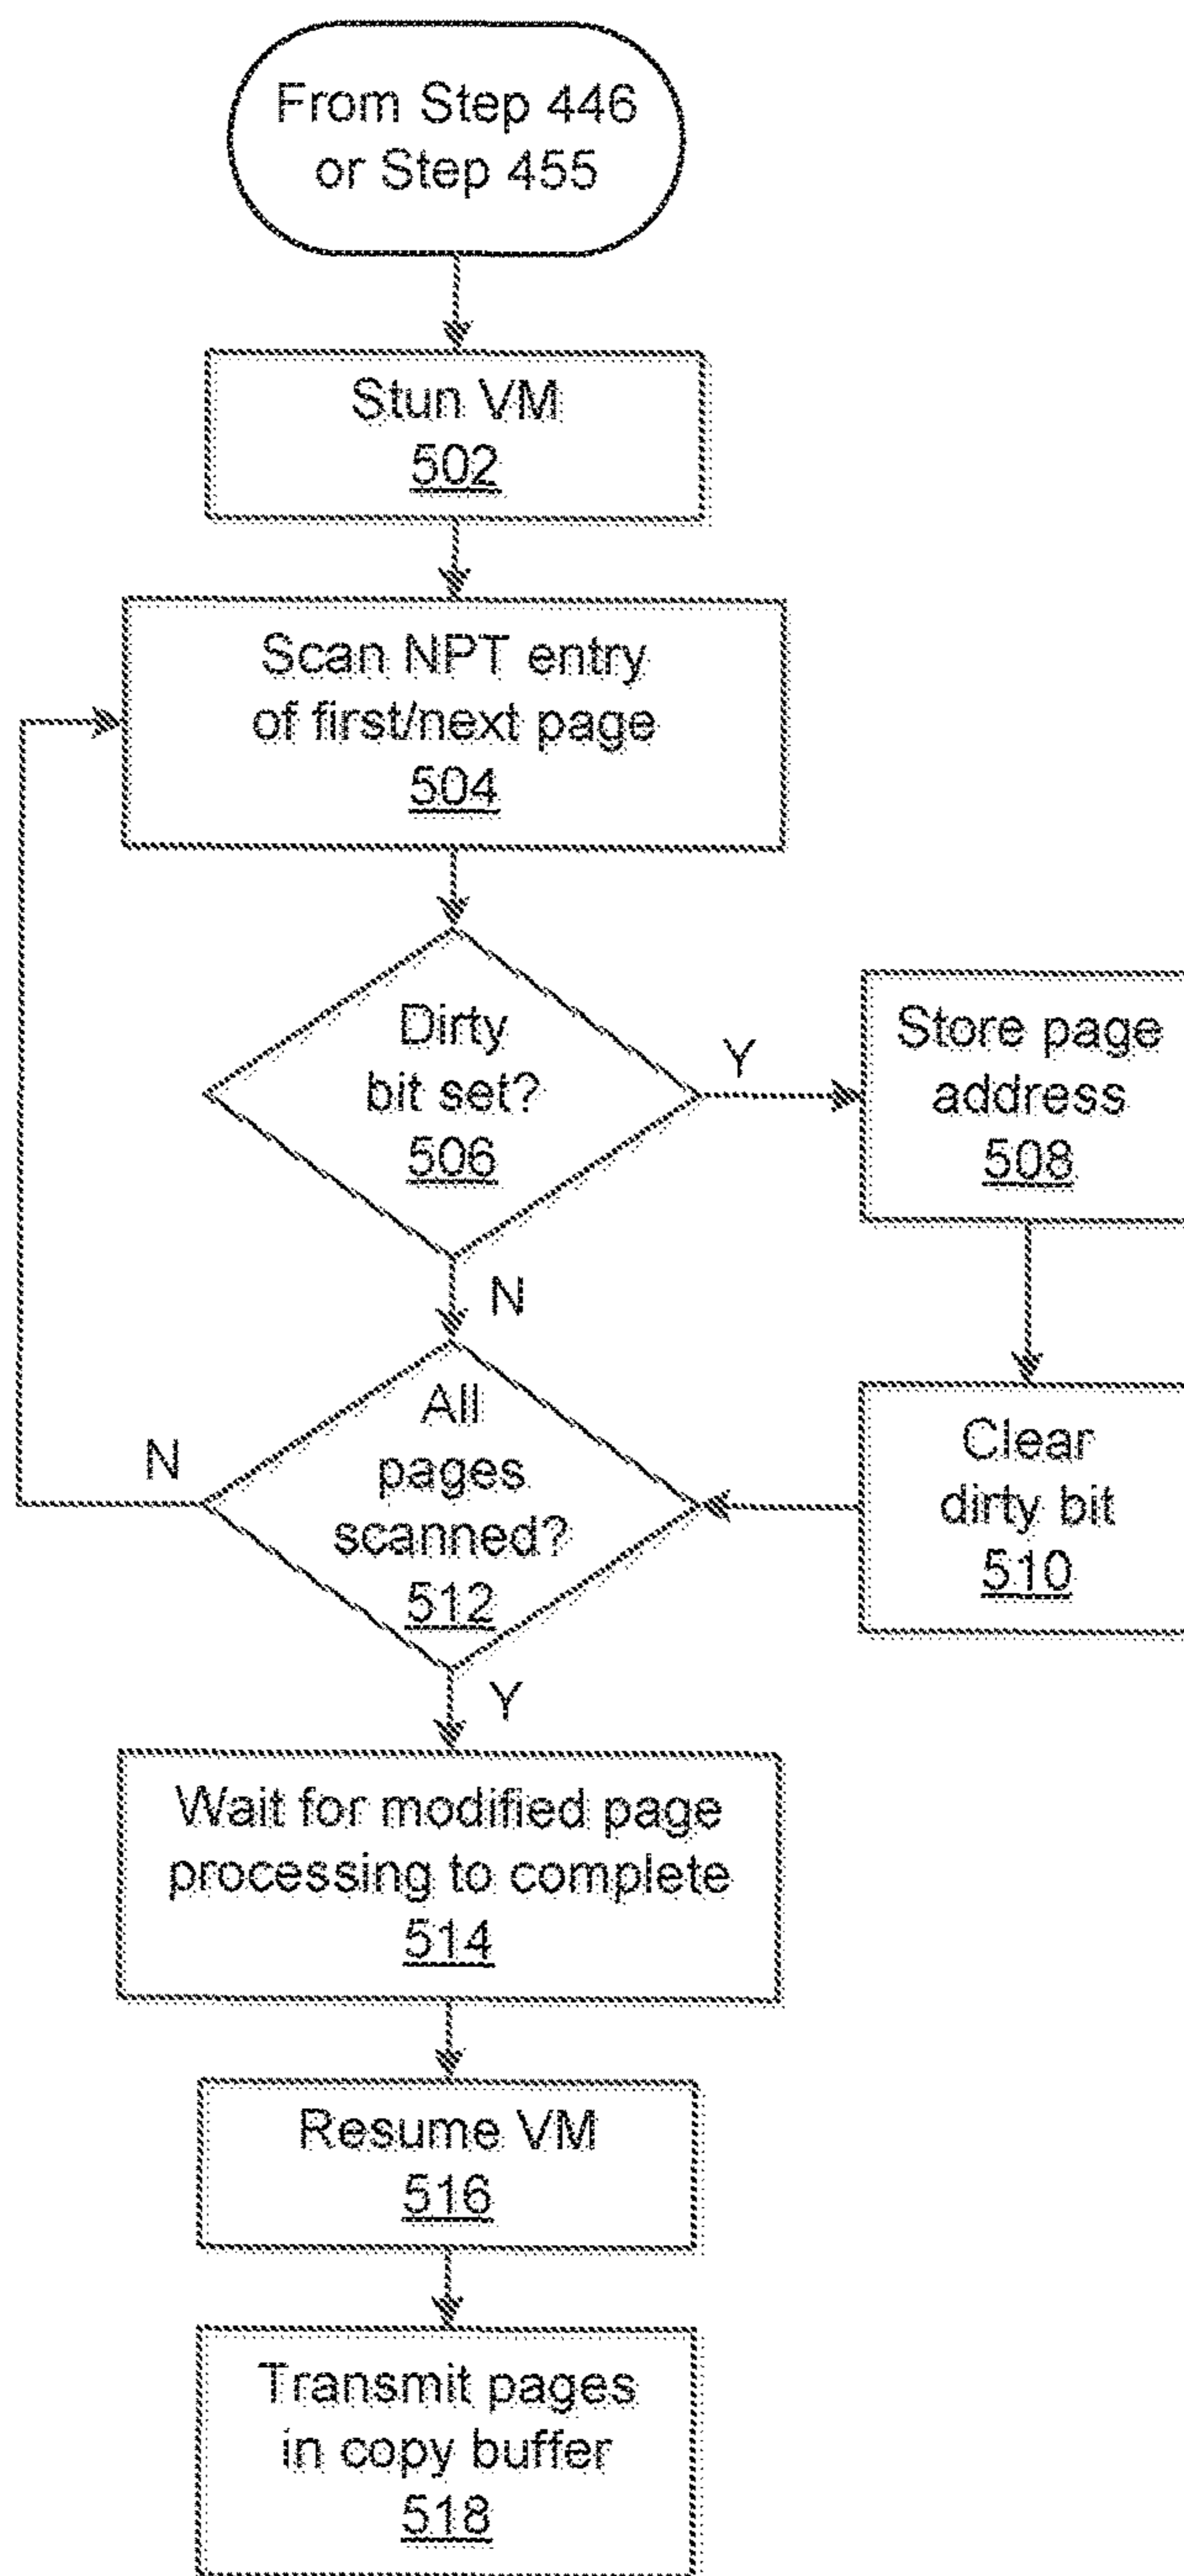 From Step 446
or Step 455
Stun VM
502
Scan NPT entry
of first/next page
504
Dirty
bit set?
506
Y
Store page
address
508
N
All
pages
scanned?
512
N
Clear
dirty bit
510
Y
Wait for modified page
processing to complete
514
Resume VM
516
Transmit pages
in copy buffer
518